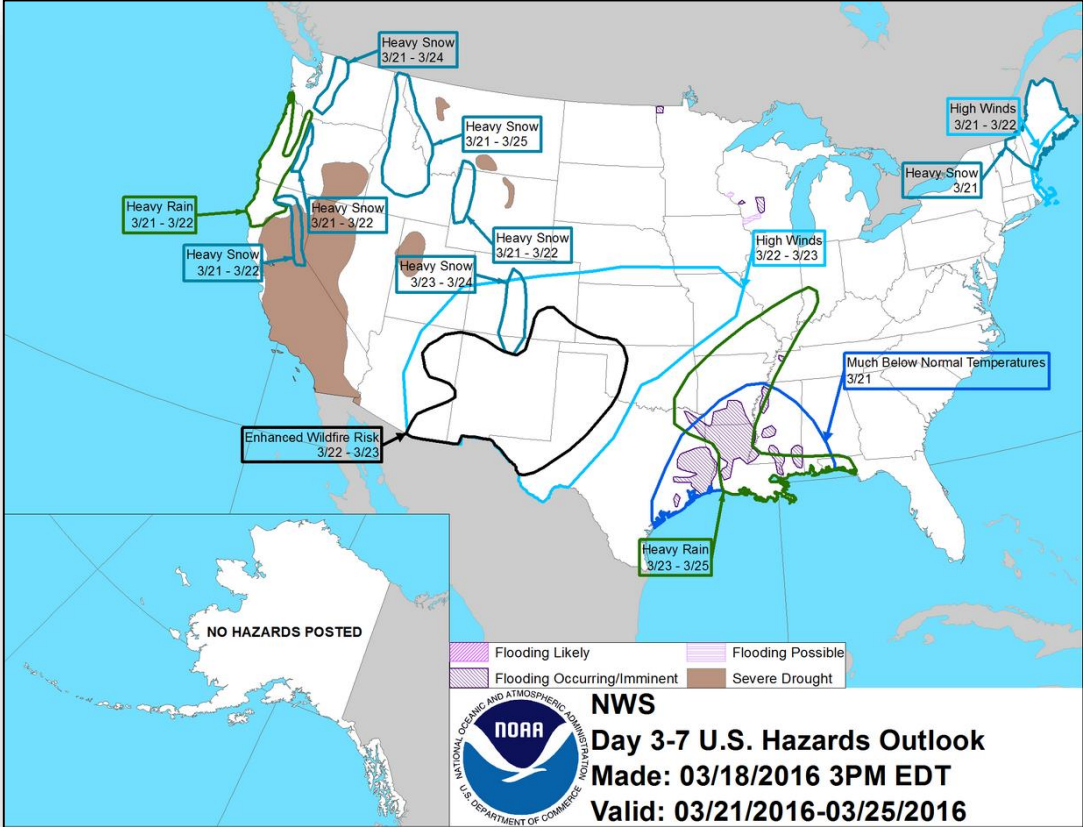 Heavy Snow
3/21 - 3/24
Heavy Snow
3/21 - 3/25
High Winds
3/21 - 3/22
Heavy Snow
3/21
Heavy Rain
3/21 - 3/22
Heavy Snow
3/21 - 3/22
Heavy Snow
3/21 - 3/22
Heavy Snow
3/21 - 3/22
Heavy Snow
3/23 - 3/24
High Winds
3/22 - 3/23
Much Below Normal Temperatures
3/21
Enhanced Wildfire Risk
3/22 - 3/23
Heavy Rain
3/23 - 3/25
NO HAZARDS POSTED
Flooding Likely
Flooding Possible
Flooding Occurring/Imminent
Severe Drought
NATIONAL OCEANIC AND ATMOSPHERIC ADMINISTRATION
NOAA
U.S. DEPARTMENT OF COMMERCE
NWS
Day 3-7 U.S. Hazards Outlook
Made: 03/18/2016 3PM EDT
Valid: 03/21/2016-03/25/2016